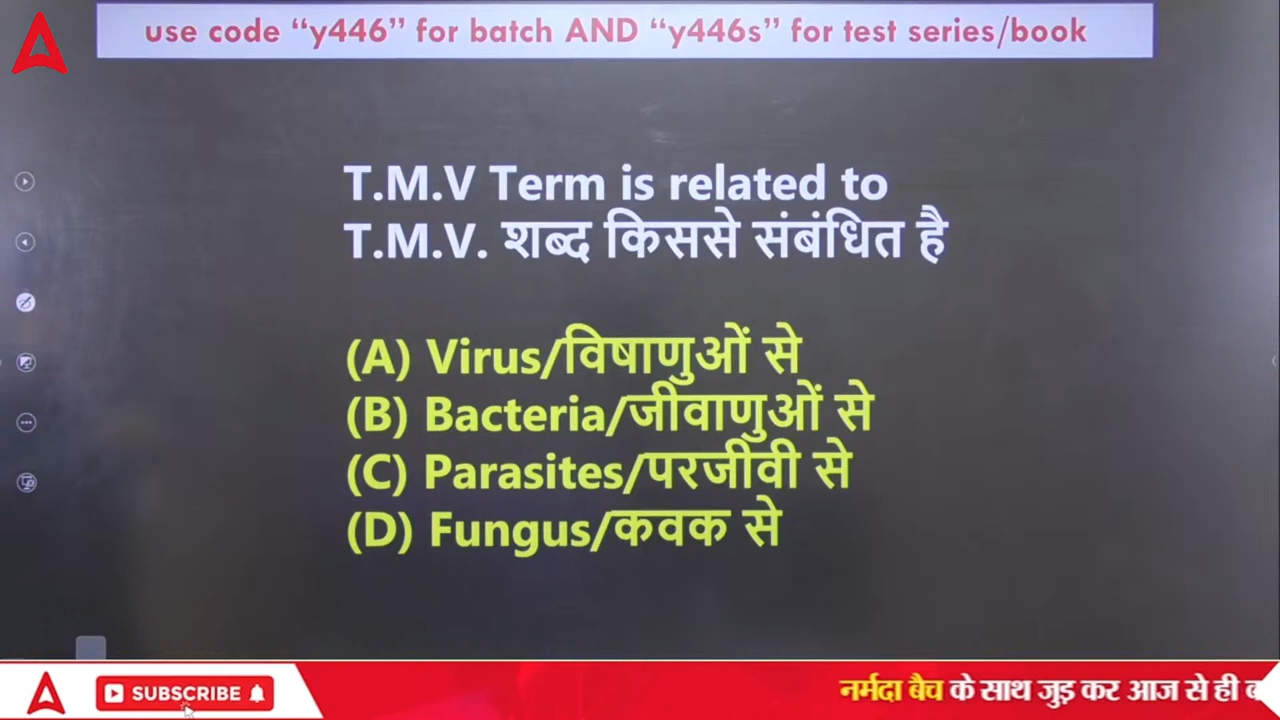 use code “y446” for batch AND “y446s” for test series/book
T.M.V Term is related to
T.M.V. शब्द किससे संबंधित है
(A) Virus/विषाणुओं से
(B) Bacteria/जीवाणुओं से
(C) Parasites/परजीवी से
(D) Fungus/कवक से
SUBSCRIBE
नर्मदा बैच के साथ जुड़ कर आज से ही